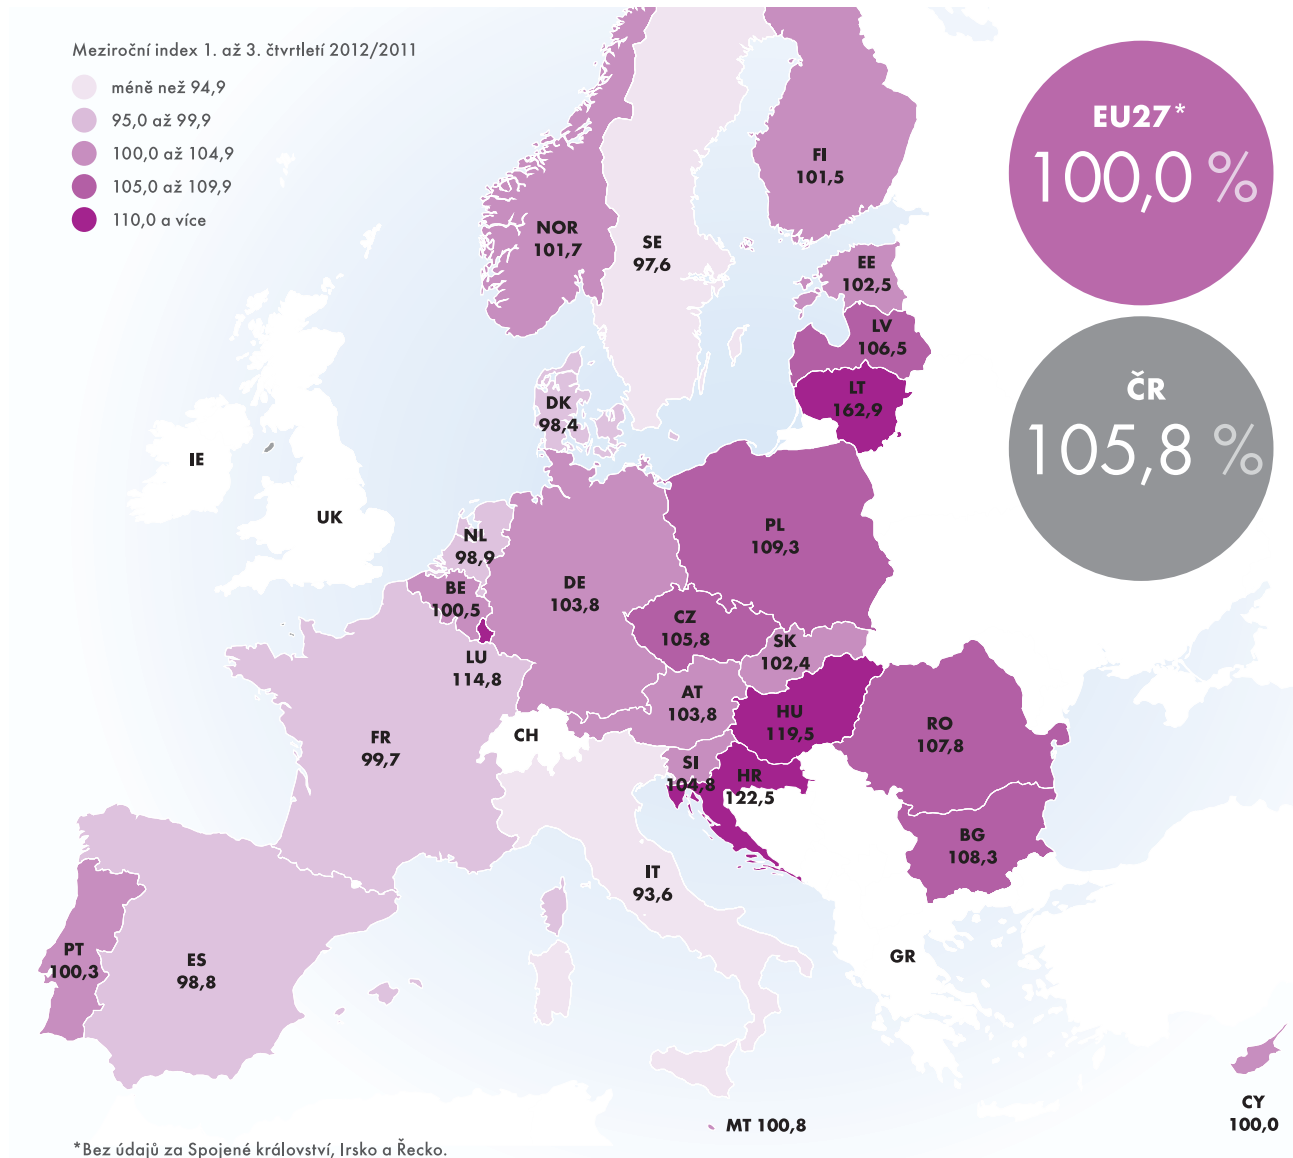 Meziroční index 1. až 3. čtvrtletí 2012/2011
méně než 94,9
95,0 až 99,9
100,0 až 104,9
105,0 až 109,9
110,0 a více
EU27*
100,0 %
ČR
105,8 %
FI
101,5
NOR
101,7
SE
97,6
EE
102,5
LV
106,5
LT
162,9
DK
98,4
IE
UK
NL
98,9
PL
109,3
BE
100,5
DE
103,8
CZ
105,8
SK
102,4
LU
114,8
AT
103,8
HU
119,5
RO
107,8
FR
99,7
CH
SI
104,8
HR
122,5
BG
108,3
IT
93,6
PT
100,3
ES
98,8
GR
CY
100,0
MT 100,8
*Bez údajů za Spojené království, Irsko a Řecko.